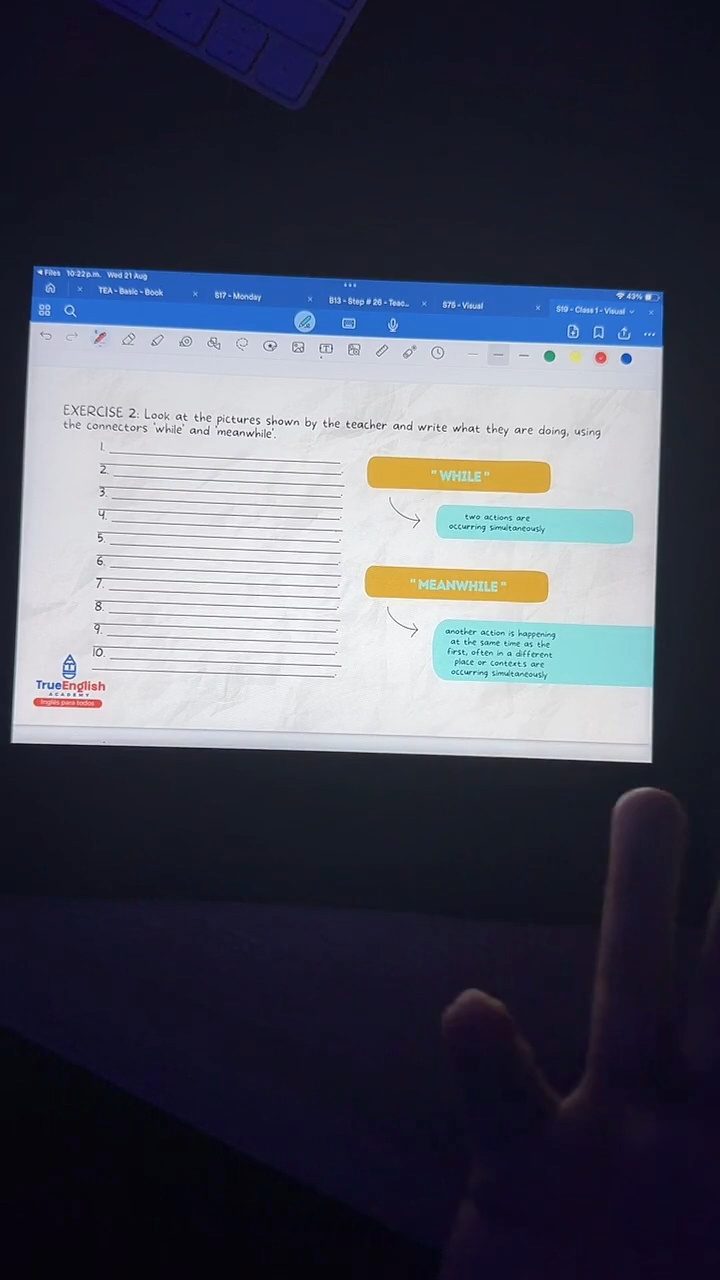 Files 10:22 p.m. Wed 21 Aug
43%
TEA - Basic - Book
S17 - Monday
B13 - Step # 26 - Teac...
S75 - Visual
S19 - Class 1 - Visual
EXERCISE 2: Look at the pictures shown by the teacher and write what they are doing, using
the connectors 'while' and 'meanwhile'.
1.
2.
3.
4.
5.
6.
7.
8.
9.
10.
"WHILE"
two actions are
occurring simultaneously
"MEANWHILE"
another action is happening
at the same time as the
first, often in a different
place or contexts are
occurring simultaneously
TrueEnglish
ACADEMY
Inglés para todos